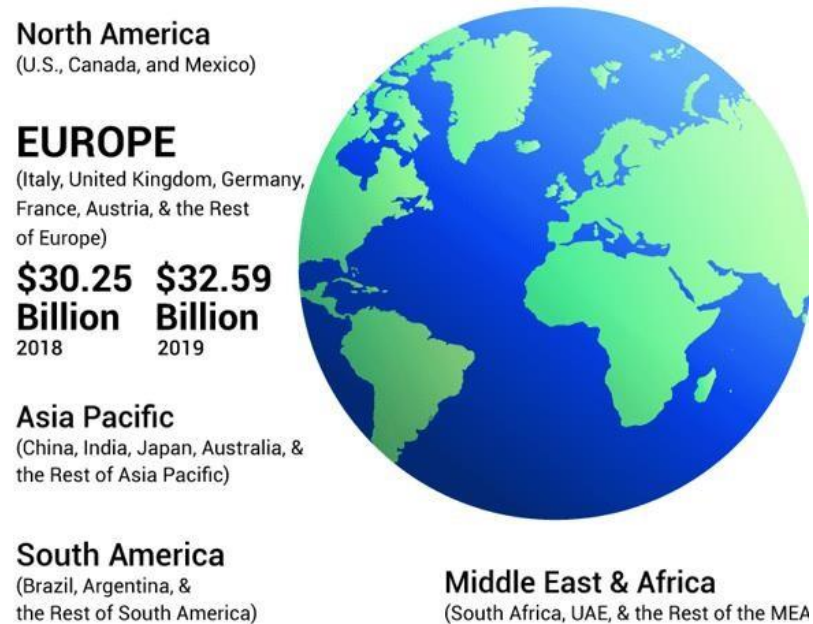 North America
(U.S., Canada, and Mexico)
EUROPE
(Italy, United Kingdom, Germany,
France, Austria, & the Rest
of Europe)
$30.25 $32.59
Billion Billion
2018 2019
Asia Pacific
(China, India, Japan, Australia, &
the Rest of Asia Pacific)
South America
(Brazil, Argentina, &
the Rest of South America)
Middle East & Africa
(South Africa, UAE, & the Rest of the MEA